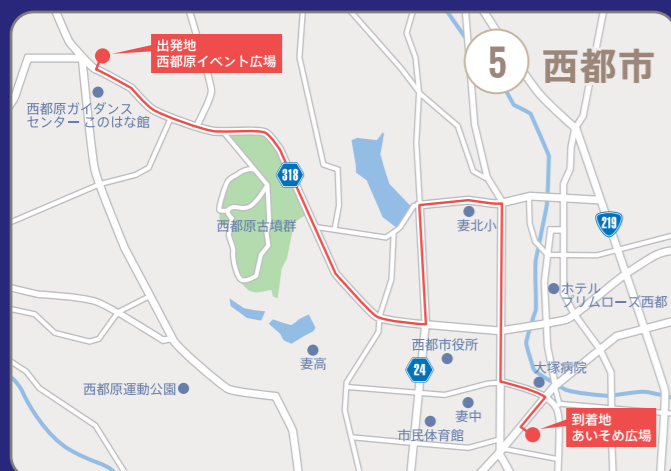 出発地
西都原イベント広場
5
西都市
西都原ガイダンス
センター このはな館
318
西都原古墳群
妻北小
219
ホテル
プリムローズ西都
西都市役所
妻高
24
大塚病院
西都原運動公園
妻中
市民体育館
到着地
あいそめ広場